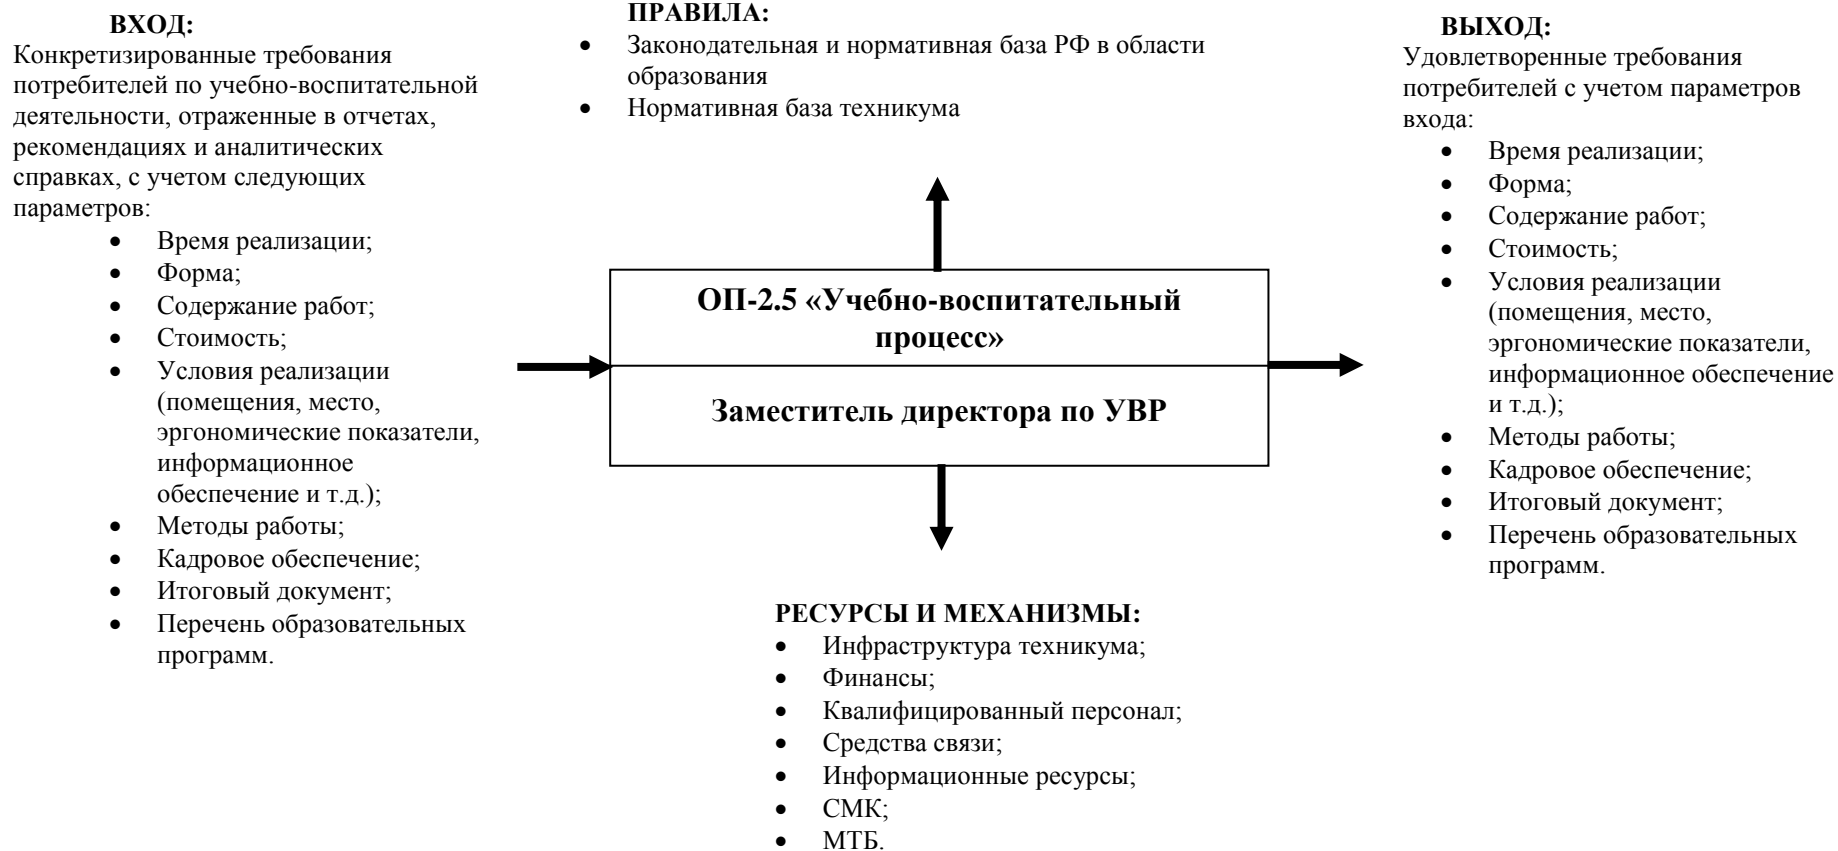 ВХОД:
Конкретизированные требования
потребителей по учебно-воспитательной
деятельности, отраженные в отчетах,
рекомендациях и аналитических
справках, с учетом следующих
параметров:
• Время реализации;
• Форма;
• Содержание работ;
• Стоимость;
• Условия реализации
(помещения, место,
эргономические показатели,
информационное
обеспечение и т.д.);
• Методы работы;
• Кадровое обеспечение;
• Итоговый документ;
• Перечень образовательных
программ.
ПРАВИЛА:
• Законодательная и нормативная база РФ в области
образования
• Нормативная база техникума
ОП-2.5 «Учебно-воспитательный
процесс»
Заместитель директора по УВР
РЕСУРСЫ И МЕХАНИЗМЫ:
• Инфраструктура техникума;
• Финансы;
• Квалифицированный персонал;
• Средства связи;
• Информационные ресурсы;
• СМК;
• МТБ.
ВЫХОД:
Удовлетворенные требования
потребителей с учетом параметров
входа:
• Время реализации;
• Форма;
• Содержание работ;
• Стоимость;
• Условия реализации
(помещения, место,
эргономические показатели,
информационное обеспечение
и т.д.);
• Методы работы;
• Кадровое обеспечение;
• Итоговый документ;
• Перечень образовательных
программ.